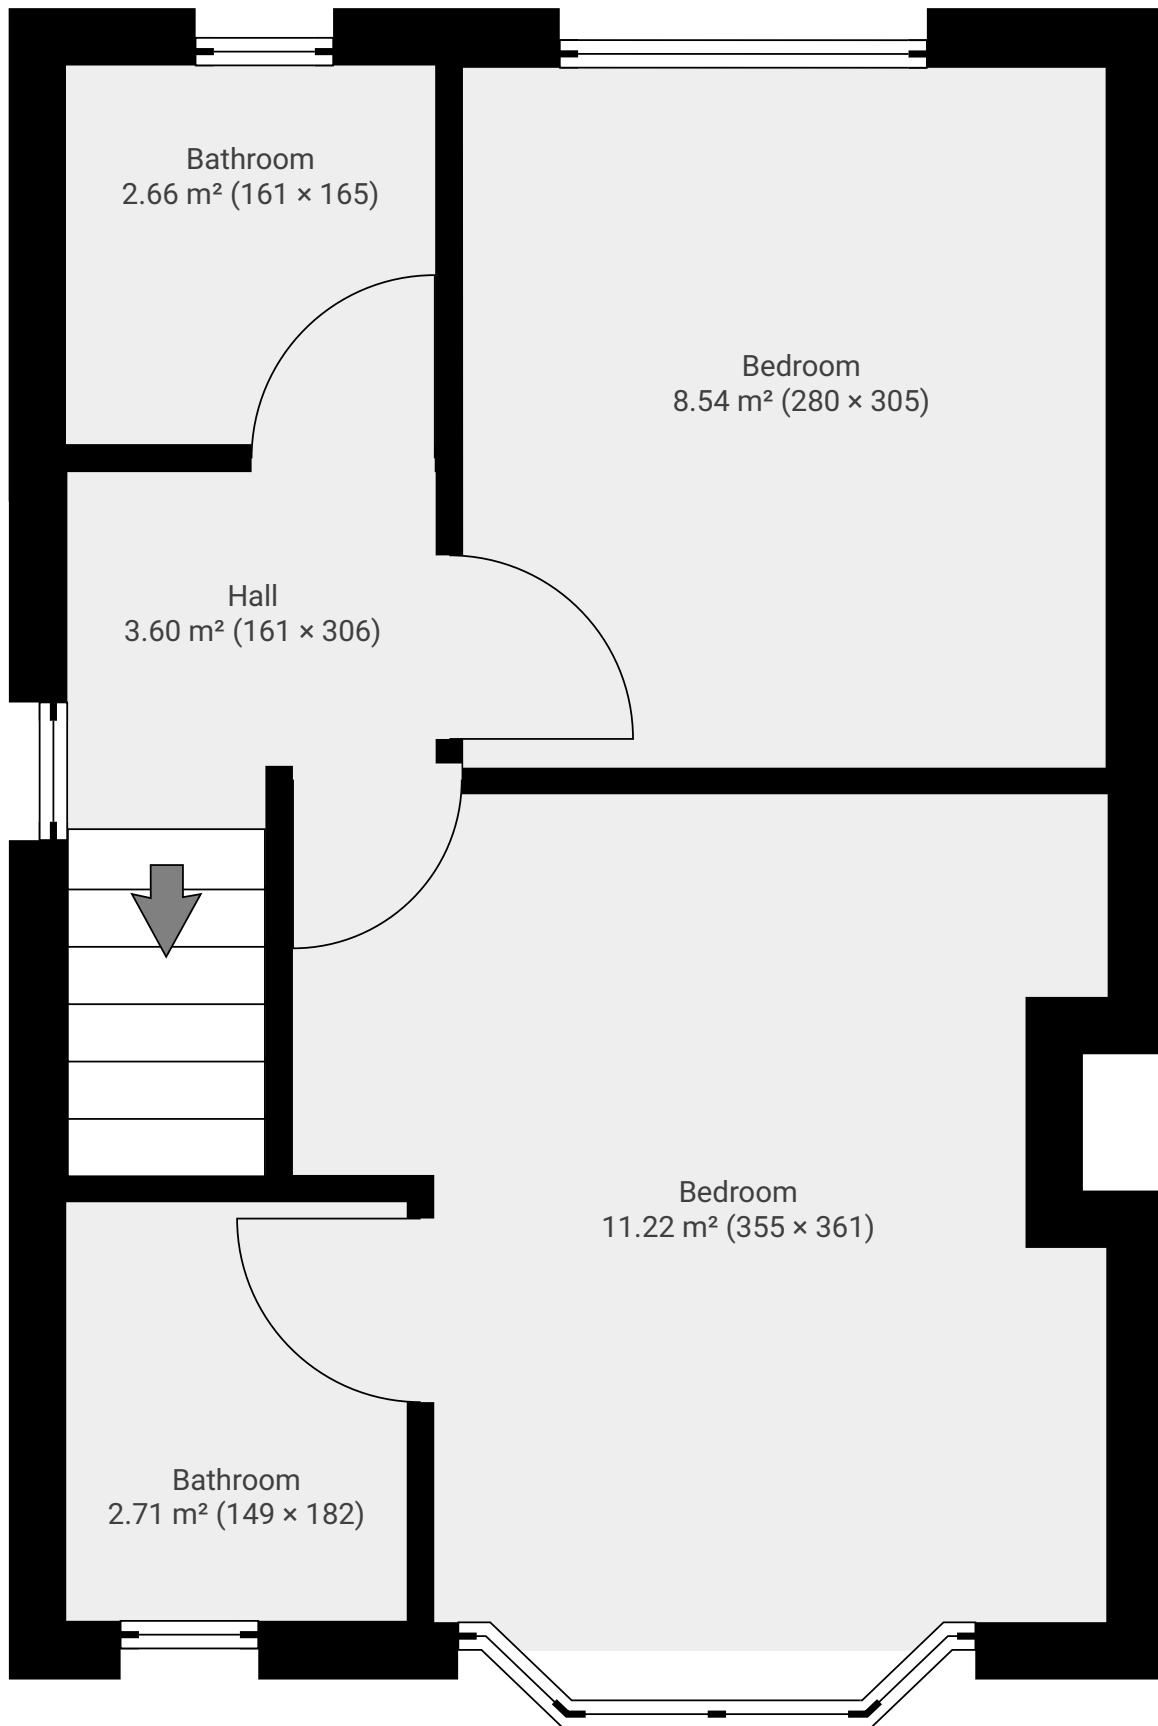 Bathroom
2.66 m² (161 × 165)
Bedroom
8.54 m² (280 × 305)
Hall
3.60 m² (161 × 306)
Bedroom
11.22 m² (355 × 361)
Bathroom
2.71 m² (149 × 182)